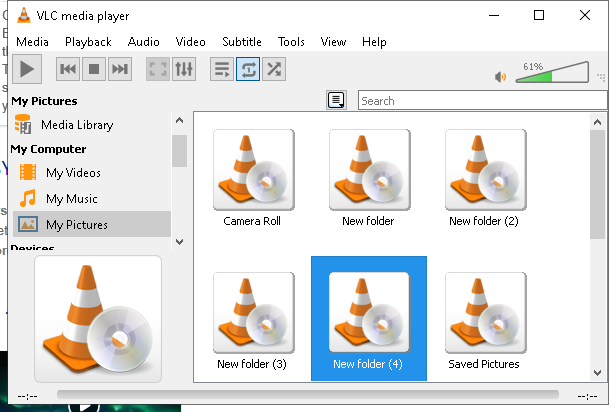 VLC media player
Media Playback Audio Video Subtitle Tools View Help
61%
My Pictures
Search
Media Library
My Computer
My Videos
My Music
My Pictures
Devices
Camera Roll New folder New folder (2)
New folder (3) New folder (4) Saved Pictures
--:-- --:--